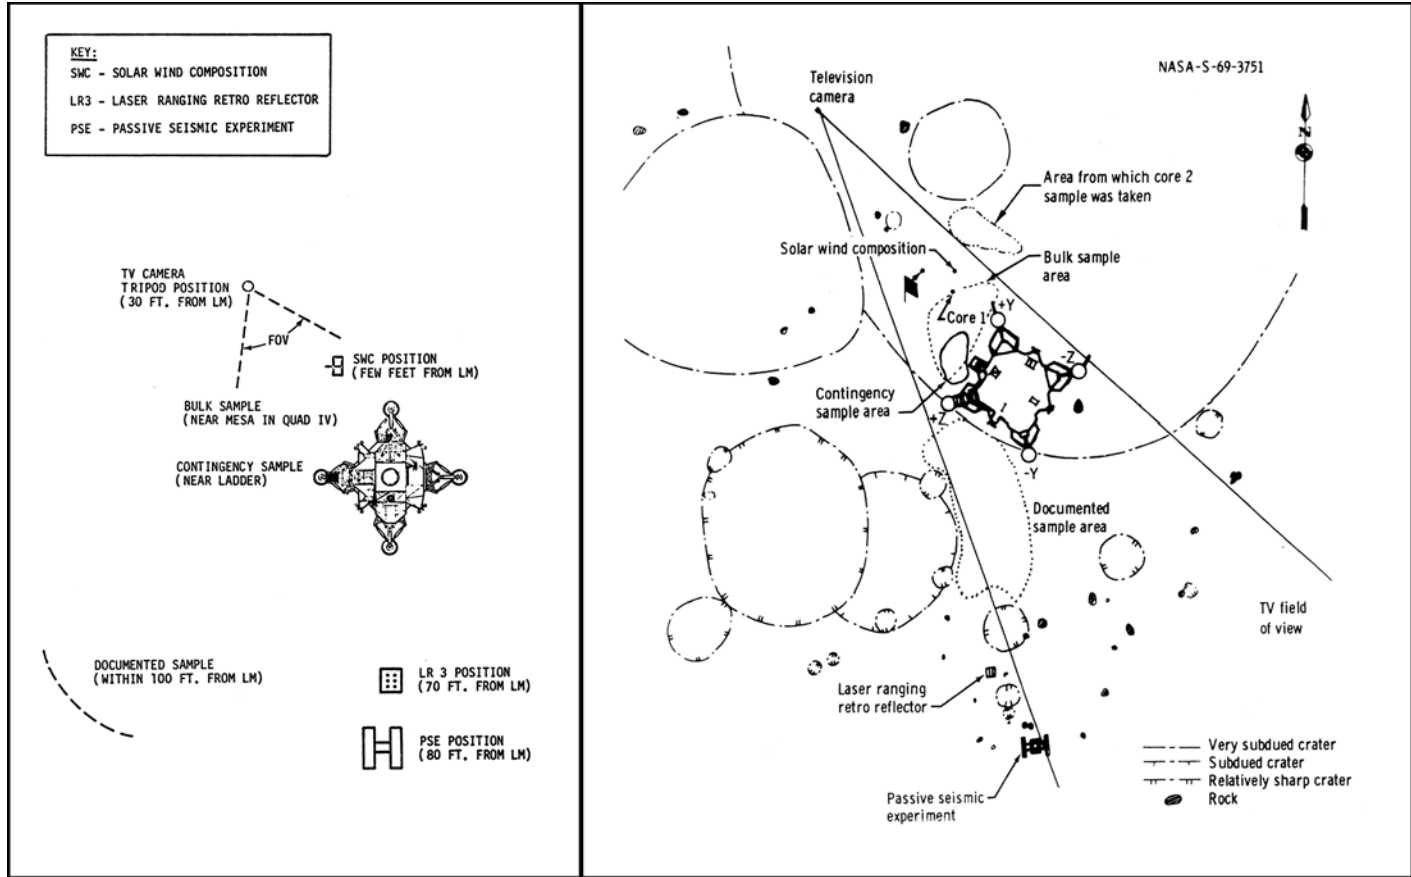 KEY:
SWC - SOLAR WIND COMPOSITION
LR3 - LASER RANGING RETRO REFLECTOR
PSE - PASSIVE SEISMIC EXPERIMENT
TV CAMERA
TRIPOD POSITION
(30 FT. FROM LM)
FOV
SWC POSITION
(FEW FEET FROM LM)
BULK SAMPLE
(NEAR MESA IN QUAD IV)
CONTINGENCY SAMPLE
(NEAR LADDER)
DOCUMENTED SAMPLE
(WITHIN 100 FT. FROM LM)
LR 3 POSITION
(70 FT. FROM LM)
PSE POSITION
(80 FT. FROM LM)
NASA-S-69-3751
Television
camera
N
Area from which core 2
sample was taken
Solar wind composition
Bulk sample
area
Core 1
+Y
-Z
Contingency
sample area
+Z
I
II
-Y
Documented
sample area
TV field
of view
Laser ranging
retro reflector
Passive seismic
experiment
Very subdued crater
Subdued crater
Relatively sharp crater
Rock